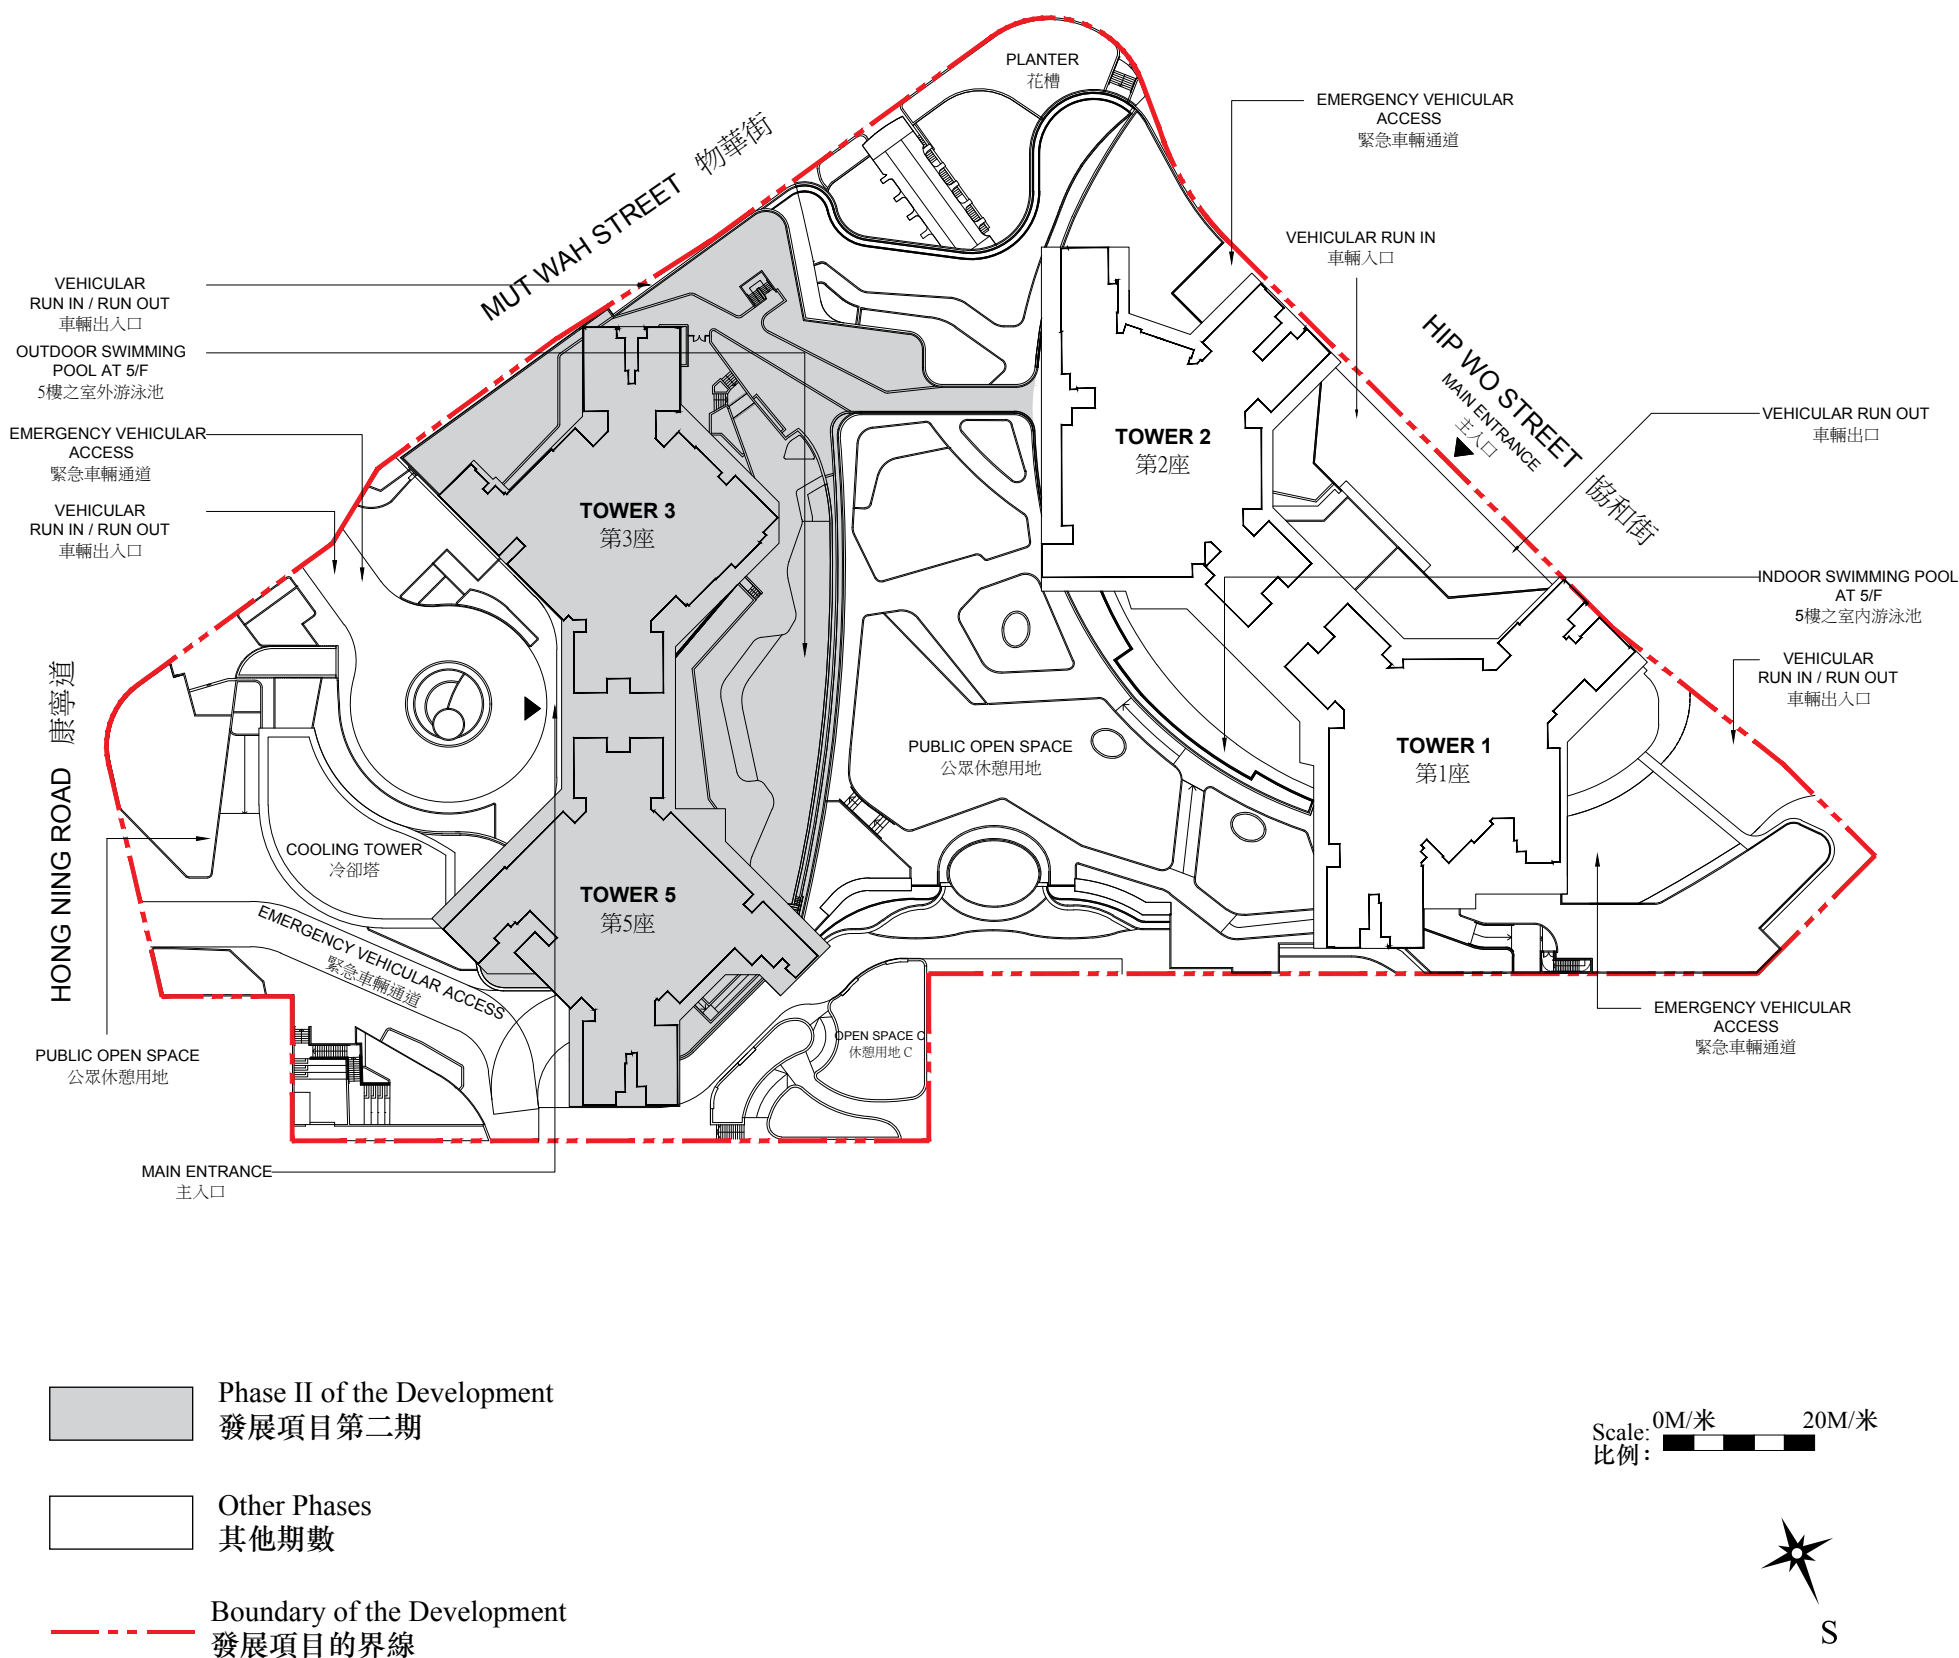 PLANTER
花槽
EMERGENCY VEHICULAR
ACCESS
緊急車輛通道
MUT WAH STREET 物華街
VEHICULAR RUN IN
車輛入口
VEHICULAR
RUN IN / RUN OUT
車輛出入口
OUTDOOR SWIMMING
POOL AT 5/F
5樓之室外游泳池
HIP WO STREET 協和街
MAIN ENTRANCE
主入口
VEHICULAR RUN OUT
車輛出口
EMERGENCY VEHICULAR
ACCESS
緊急車輛通道
TOWER 2
第2座
VEHICULAR
RUN IN / RUN OUT
車輛出入口
TOWER 3
第3座
INDOOR SWIMMING POOL
AT 5/F
5樓之室內游泳池
VEHICULAR
RUN IN / RUN OUT
車輛出入口
HONG NING ROAD 康寧道
PUBLIC OPEN SPACE
公眾休憩用地
TOWER 1
第1座
COOLING TOWER
冷卻塔
TOWER 5
第5座
EMERGENCY VEHICULAR ACCESS
緊急車輛通道
OPEN SPACE C
休憩用地 C
EMERGENCY VEHICULAR
ACCESS
緊急車輛通道
PUBLIC OPEN SPACE
公眾休憩用地
MAIN ENTRANCE
主入口
Phase II of the Development
發展項目第二期
Other Phases
其他期數
Boundary of the Development
發展項目的界線
Scale: 0M/米 20M/米
比例：
S